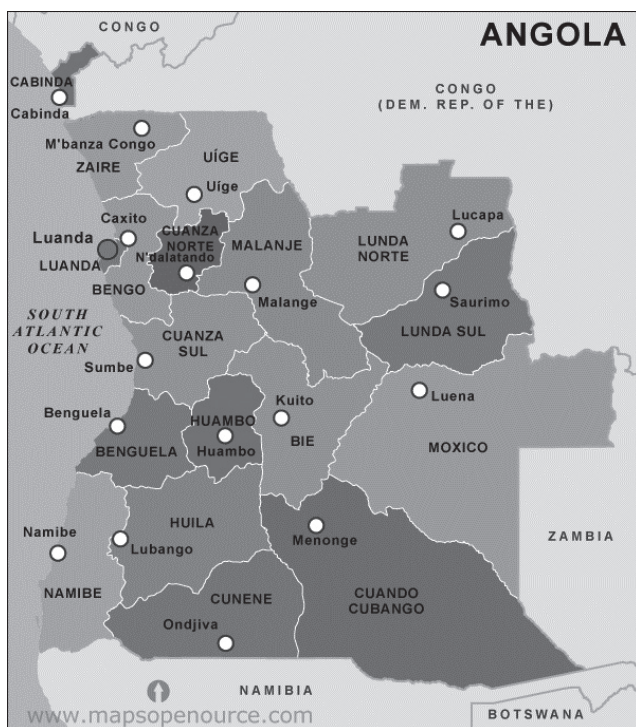 CONGO
ANGOLA
CABINDA
Cabinda
CONGO
(DEM. REP. OF THE)
M'banza Congo
ZAIRE
UÍGE
Uíge
Caxito
Luanda
LUANDA
CUANZA
NORTE
N'dalatando
BENGO
MALANJE
Malange
LUNDA
NORTE
Lucapa
Saurimo
LUNDA SUL
SOUTH
ATLANTIC
OCEAN
CUANZA
SUL
Sumbe
Benguela
BENGUELA
HUAMBO
Huambo
Kuito
BIE
Luena
MOXICO
Namibe
NAMIBE
HUILA
Lubango
Menonge
ZAMBIA
CUNENE
Ondjiva
CUANDO
CUBANGO
NAMIBIA
BOTSWANA
www.mapsopenource.com